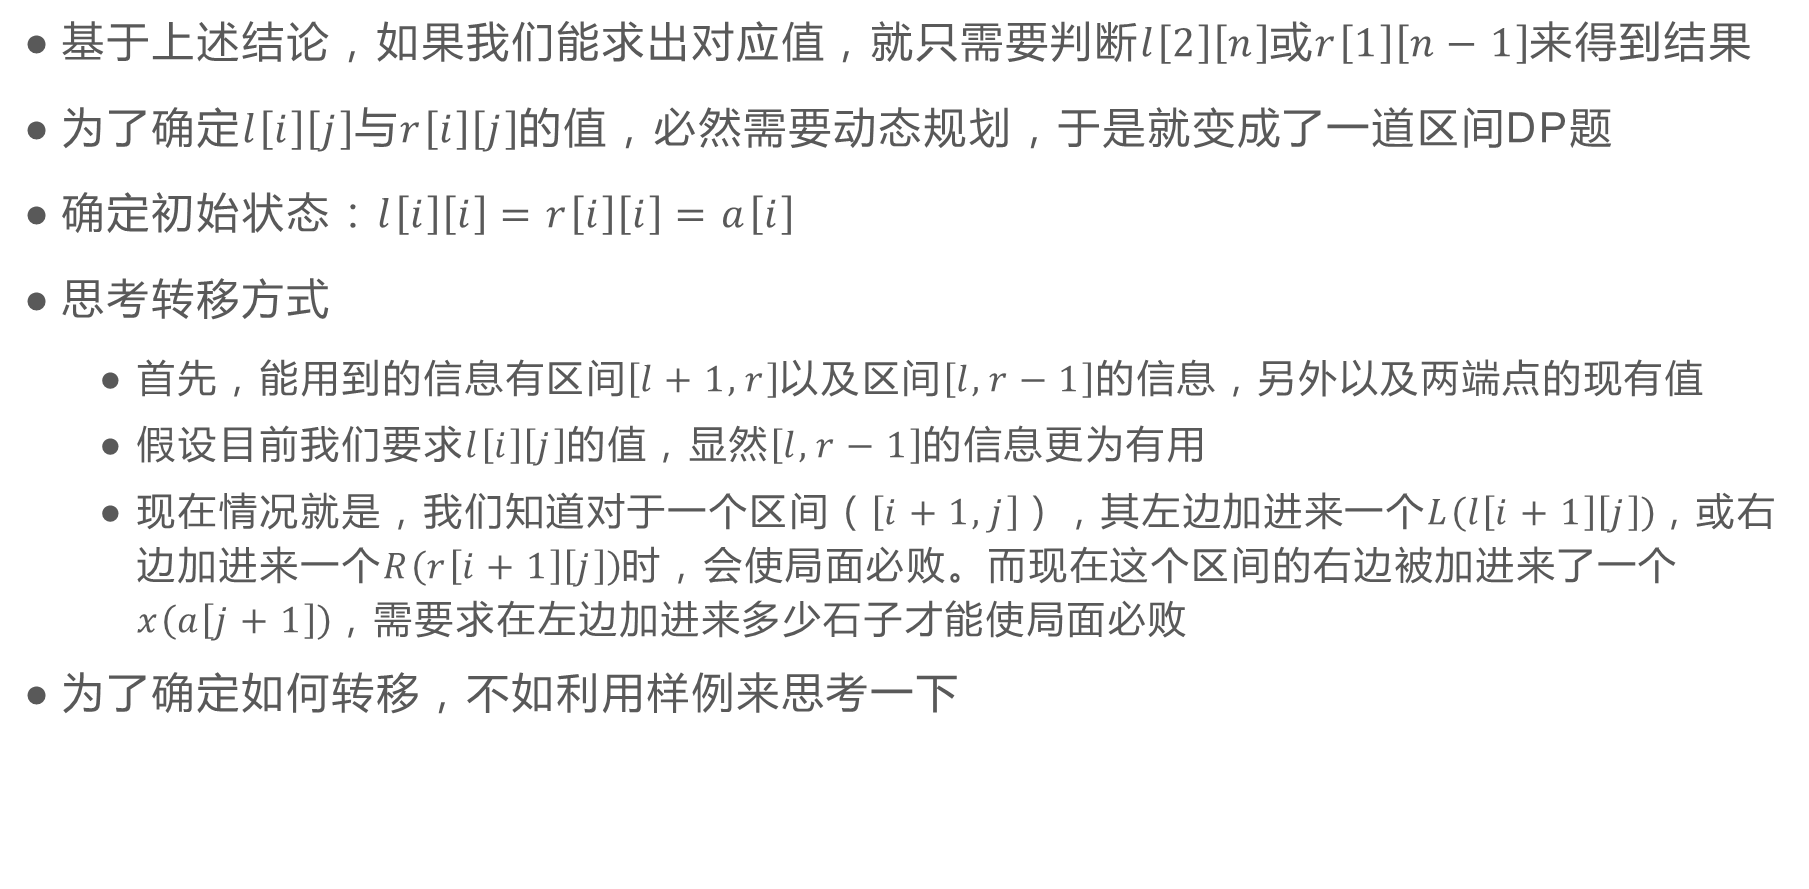 ● 基于上述结论，如果我们能求出对应值，就只需要判断l[2][n]或r[1][n − 1]来得到结果
● 为了确定l[i][j]与r[i][j]的值，必然需要动态规划，于是就变成了一道区间DP题
● 确定初始状态：l[i][i] = r[i][i] = a[i]
● 思考转移方式
● 首先，能用到的信息有区间[l + 1, r]以及区间[l, r − 1]的信息，另外以及两端点的现有值
● 假设目前我们要求l[i][j]的值，显然[l, r − 1]的信息更为有用
● 现在情况就是，我们知道对于一个区间（[i + 1, j]），其左边加进来一个L(l[i + 1][j])，或右
边加进来一个R(r[i + 1][j])时，会使局面必败。而现在这个区间的右边被加进来了一个
x(a[j + 1])，需要求在左边加进来多少石子才能使局面必败
● 为了确定如何转移，不如利用样例来思考一下